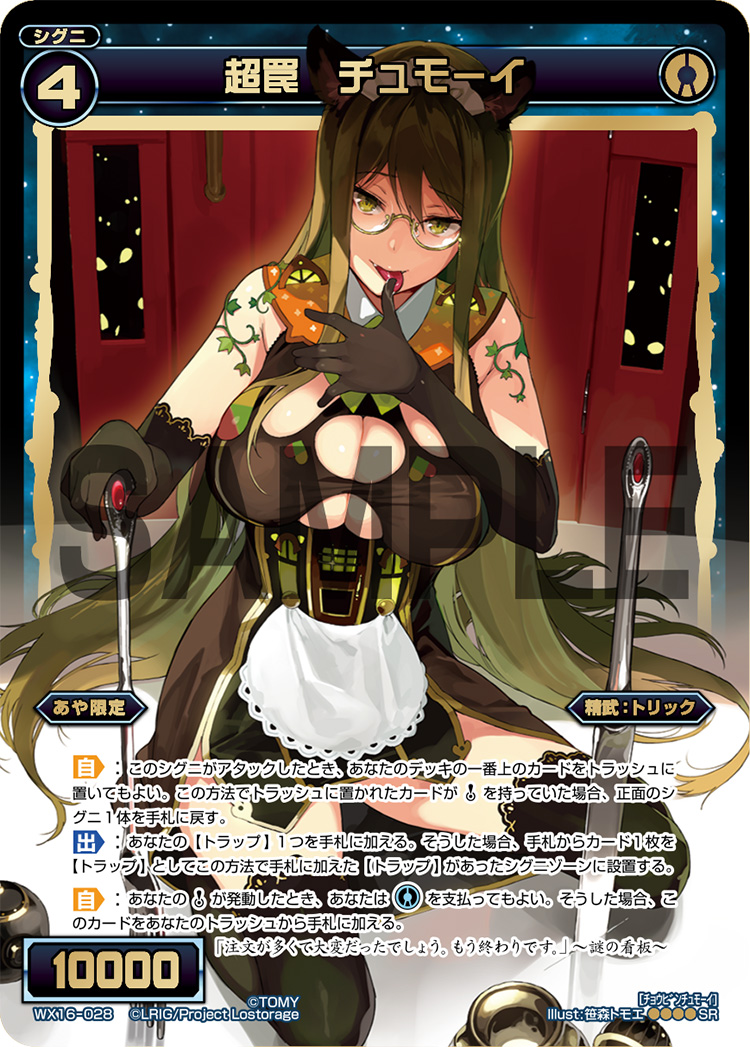 シグニ
4
超罠 チュモーイ
SAMPLE
あや限定
精武:トリック
自 : このシグニがアタックしたとき、あなたのデッキの一番上のカードをトラッシュに
置いてもよい。この方法でトラッシュに置かれたカードが を持っていた場合、正面のシ
グニ1体を手札に戻す。
出 : あなたの【トラップ】1つを手札に加える。そうした場合、手札からカード1枚を
【トラップ】としてこの方法で手札に加えた【トラップ】があったシグニゾーンに設置する。
自 : あなたの が発動したとき、あなたは を支払ってもよい。そうした場合、こ
のカードをあなたのトラッシュから手札に加える。
「注文が多くて大変だったでしょう。もう終わりです。」~謎の看板~
10000
©TOMY
[チョウビンチュモーイ]
WX16-028 ©LRIG/Project Lostorage
Illust:笹森トモエ SR